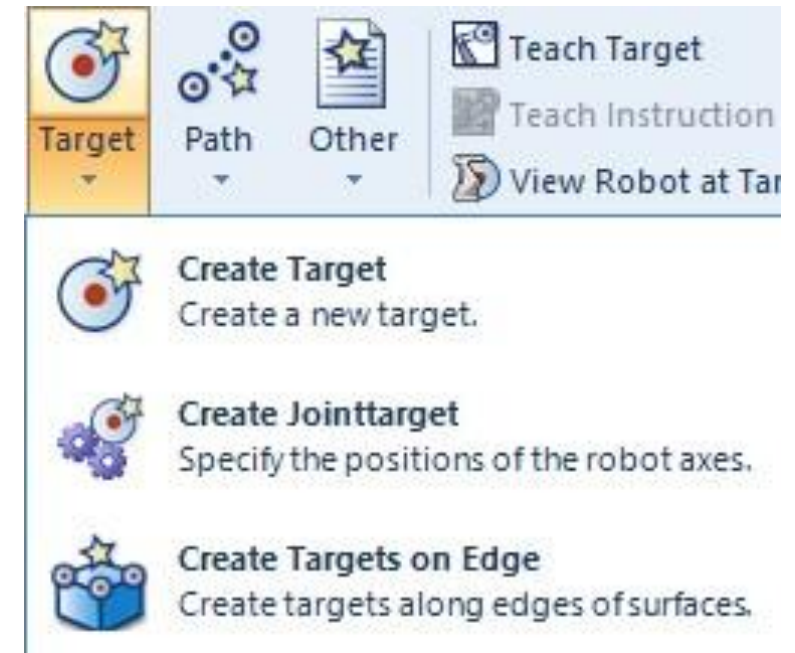 Target
Path
Other
Teach Target
Teach Instruction
View Robot at Tar
Create Target
Create a new target.
Create Jointtarget
Specify the positions of the robot axes.
Create Targets on Edge
Create targets along edges of surfaces.